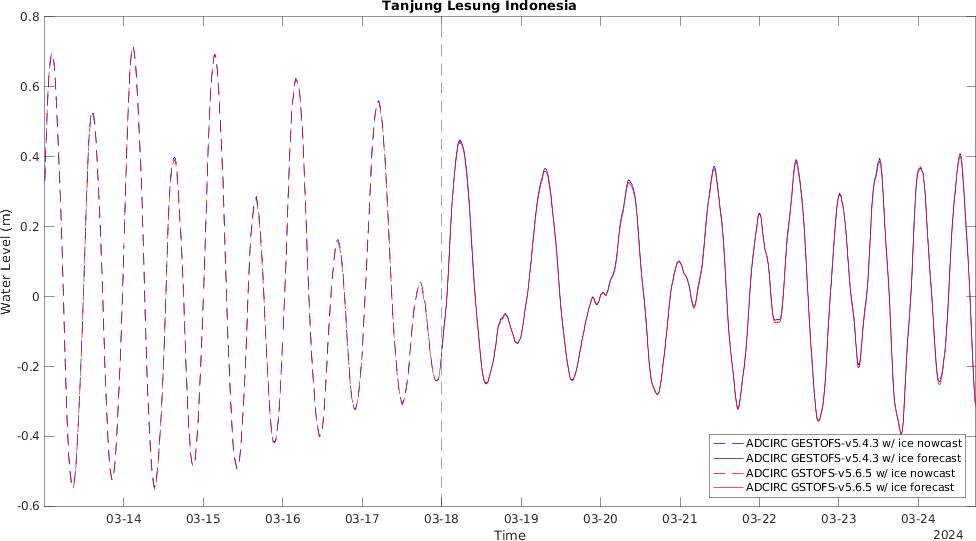 Tanjung Lesung Indonesia
0.8
0.6
0.4
0.2
0
-0.2
-0.4
-0.6
Water Level (m)
ADCIRC GESTOFS-v5.4.3 w/ ice nowcast
ADCIRC GESTOFS-v5.4.3 w/ ice forecast
ADCIRC GSTOFS-v5.6.5 w/ ice nowcast
ADCIRC GSTOFS-v5.6.5 w/ ice forecast
03-14 03-15 03-16 03-17 03-18 03-19 03-20 03-21 03-22 03-23 03-24
Time
2024